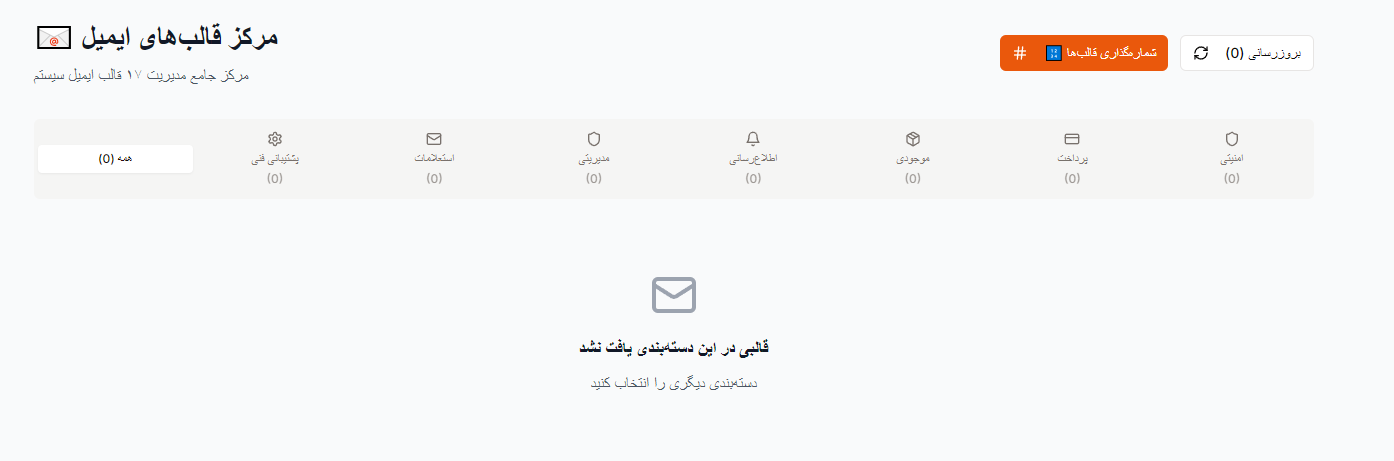 مرکز قالب‌های ایمیل
مرکز جامع مدیریت ۱۷ قالب ایمیل سیستم
بروزرسانی (0)
شماره‌گذاری قالب‌ها
امنیتی
(0)
پرداخت
(0)
موجودی
(0)
اطلاع‌رسانی
(0)
مدیریتی
(0)
استعلامات
(0)
پشتیبانی فنی
(0)
همه (0)
قالبی در این دسته‌بندی یافت نشد
دسته‌بندی دیگری را انتخاب کنید